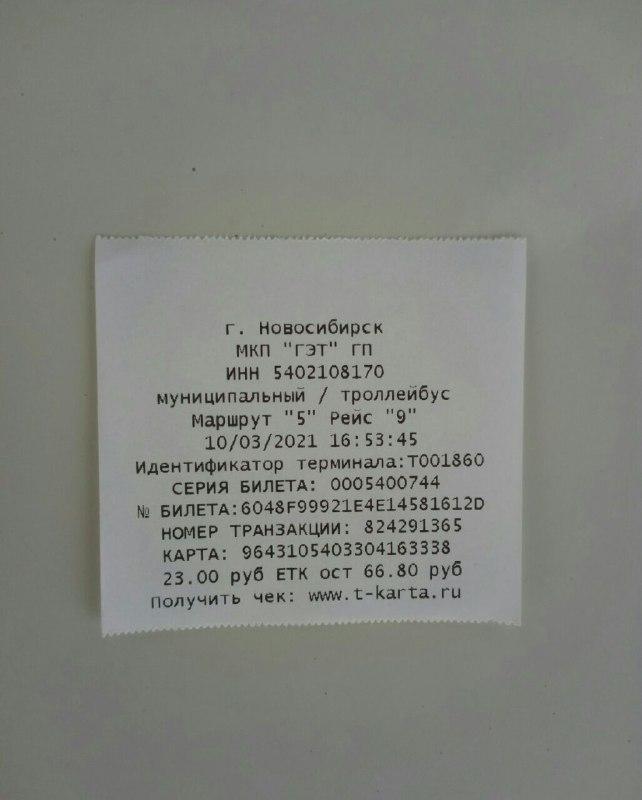 г. Новосибирск
МКП "ГЭТ" ГП
ИНН 5402108170
муниципальный / троллейбус
Маршрут "5" Рейс "9"
10/03/2021 16:53:45
Идентификатор терминала:Т001860
СЕРИЯ БИЛЕТА: 0005400744
№ БИЛЕТА:6048F99921E4E14581612D
НОМЕР ТРАНЗАКЦИИ: 824291365
КАРТА: 9643105403304163338
23.00 руб ЕТК ост 66.80 руб
Получить чек: www.t-karta.ru